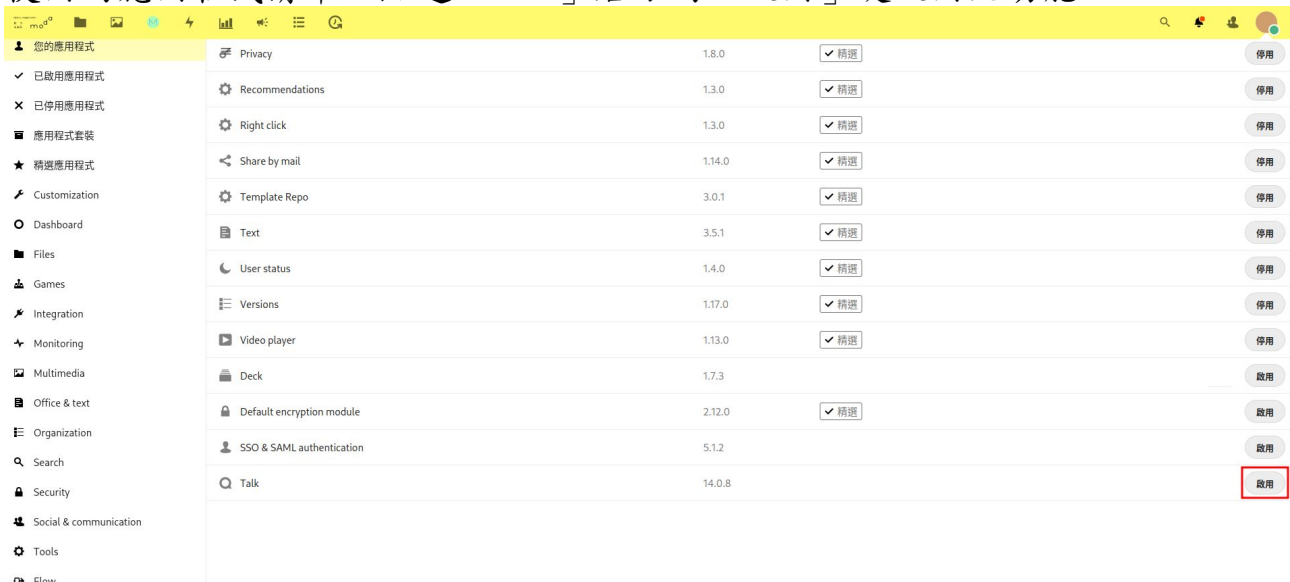 moda
您的應用程式
已啟用應用程式
已停用應用程式
應用程式套裝
精選應用程式
Customization
Dashboard
Files
Games
Integration
Monitoring
Multimedia
Office & text
Organization
Search
Security
Social & communication
Tools
Flow
Privacy 1.8.0 ✔精選 停用
Recommendations 1.3.0 ✔精選 停用
Right click 1.3.0 ✔精選 停用
Share by mail 1.14.0 ✔精選 停用
Template Repo 3.0.1 ✔精選 停用
Text 3.5.1 ✔精選 停用
User status 1.4.0 ✔精選 停用
Versions 1.17.0 ✔精選 停用
Video player 1.13.0 ✔精選 停用
Deck 1.7.3 啟用
Default encryption module 2.12.0 ✔精選 啟用
SSO & SAML authentication 5.1.2 啟用
Talk 14.0.8 啟用